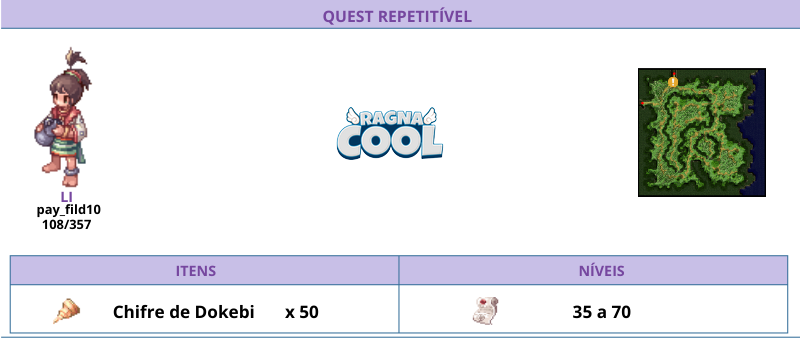 QUEST REPETITÍVEL
RAGNA
COOL
LI
pay_fild10
108/357
ITENS
NÍVEIS
Chifre de Dokebi x 50
35 a 70